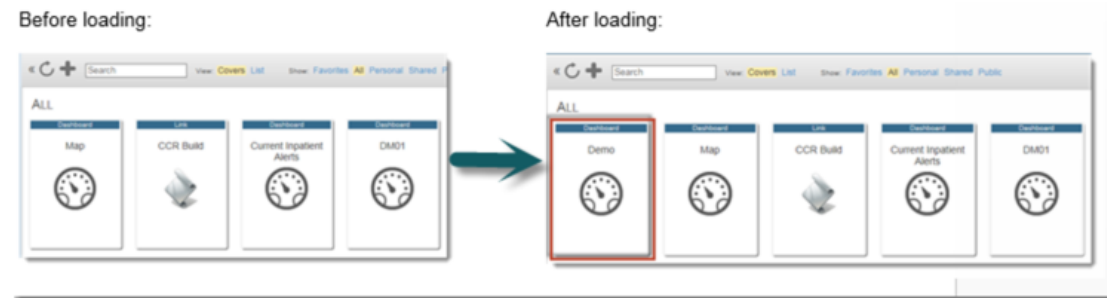 Before loading:
« Search View: Covers List Show: Favorites All Personal Shared
ALL
Dashboard Link Dashboard Dashboard
Map CCR Build Current Inpatient DM01
Alerts
After loading:
« Search View: Covers List Show: Favorites All Personal Shared Public
ALL
Dashboard Dashboard Link Dashboard Dashboard
Demo Map CCR Build Current Inpatient DM01
Alerts